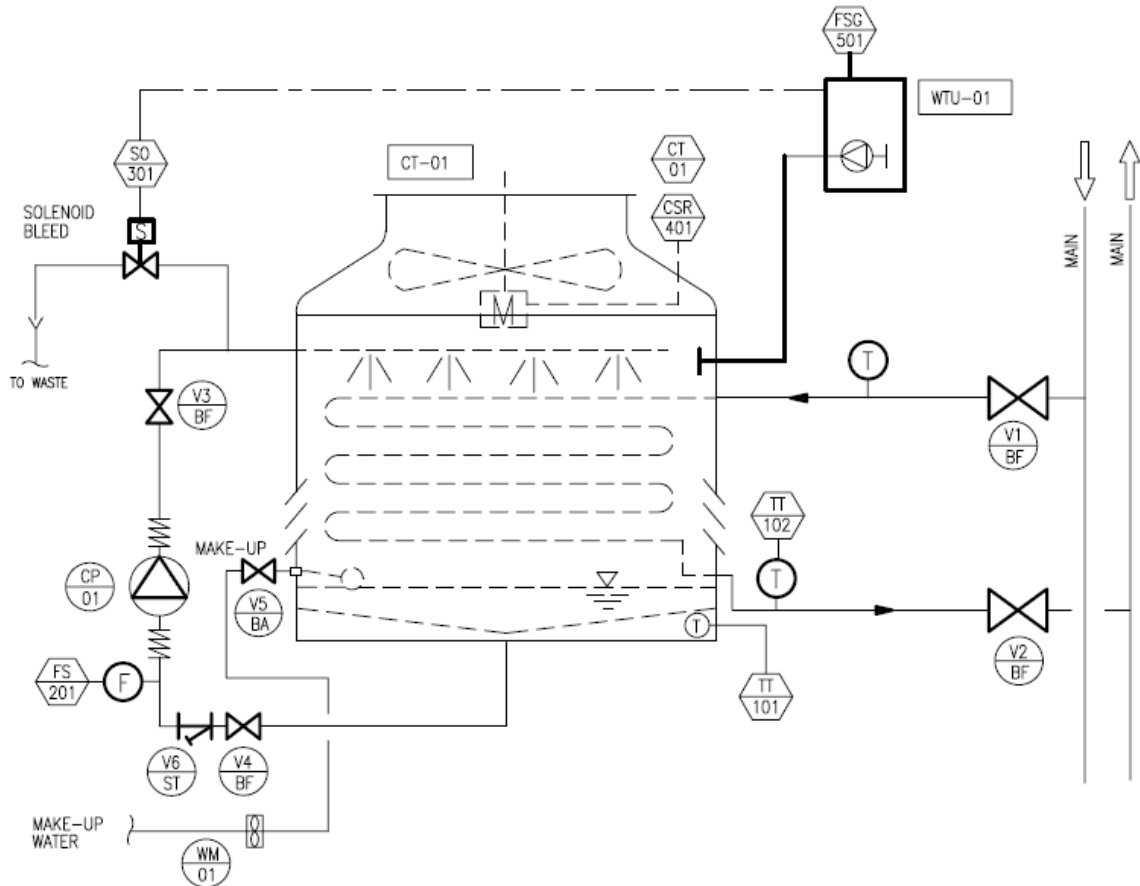 FSG
501
WTU-01
SO
301
CT-01
CT
01
CSR
401
SOLENOID
BLEED
S
MAIN
MAIN
M
TO WASTE
T
V3
BF
V1
BF
TT
102
MAKE-UP
T
CP
01
V5
BA
T
V2
BF
FS
201
F
TT
101
V6
ST
V4
BF
MAKE-UP
WATER
WM
01